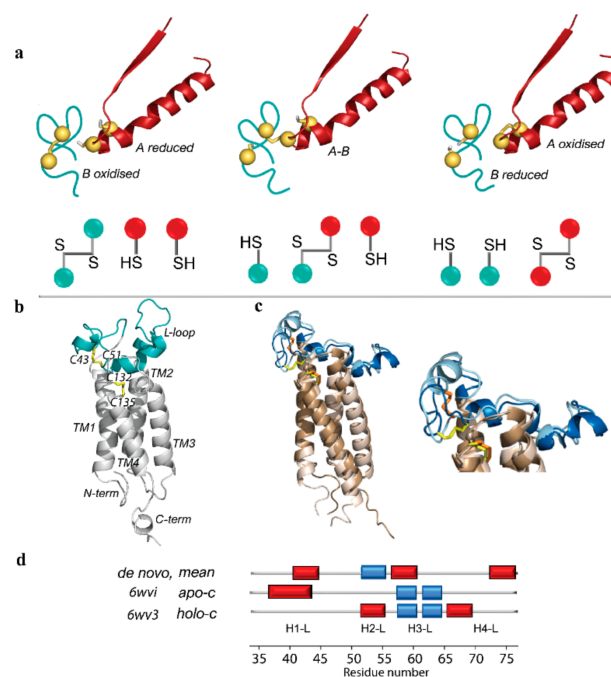 a
A reduced
B oxidised
A-B
A oxidised
B reduced
S
S
HS
SH
HS
S
S
SH
HS
SH
S
S
b
c
L-loop
C43
C51
C132
C135
TM2
TM1
TM3
TM4
N-term
C-term
d
de novo, mean
6wvi apo-c
6wv3 holo-c
H1-L H2-L H3-L H4-L
35 40 45 50 55 60 65 70 75
Residue number